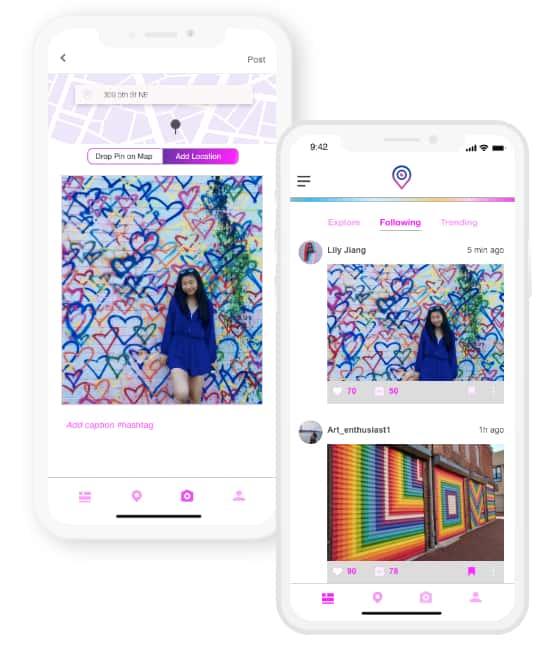 Post
309 5th St NE
Drop Pin on Map
Add Location
Add caption #hashtag
9:42
Explore
Following
Trending
Lily Jiang
5 min ago
70
50
Art_enthusiast1
1h ago
90
78